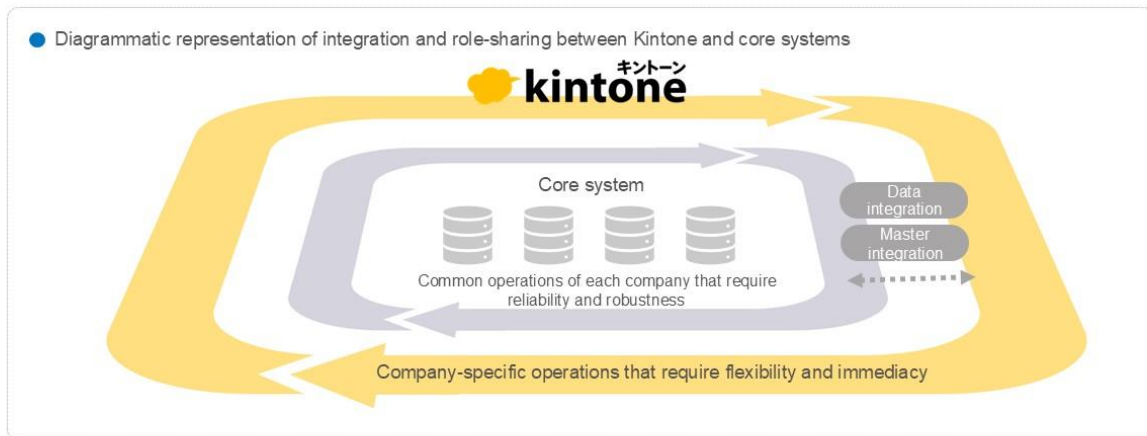 Diagrammatic representation of integration and role-sharing between Kintone and core systems
キントーン
kintone
Core system
Data
integration
Master
integration
Common operations of each company that require
reliability and robustness
Company-specific operations that require flexibility and immediacy